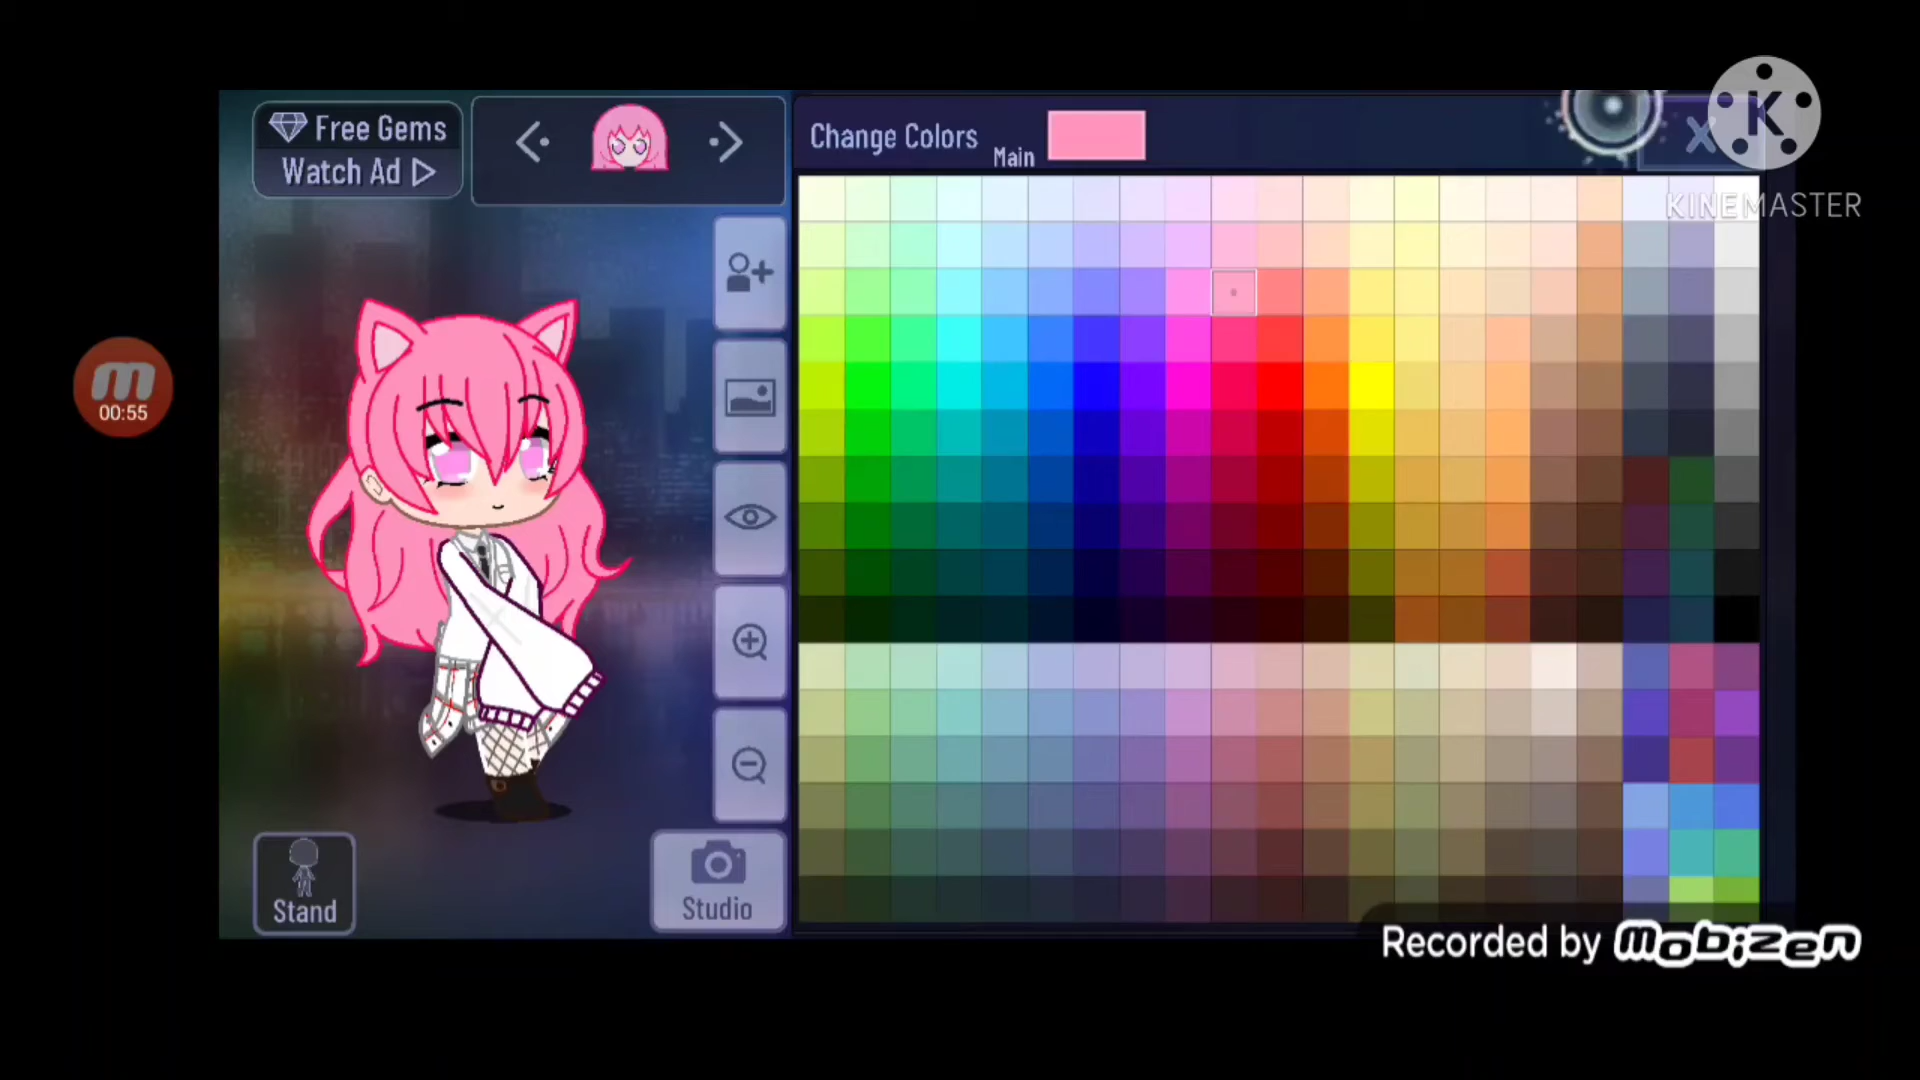 Free Gems
Watch Ad
Change Colors
Main
X
K
KINEMASTER
m
00:55
Stand
Studio
Recorded by mobizen